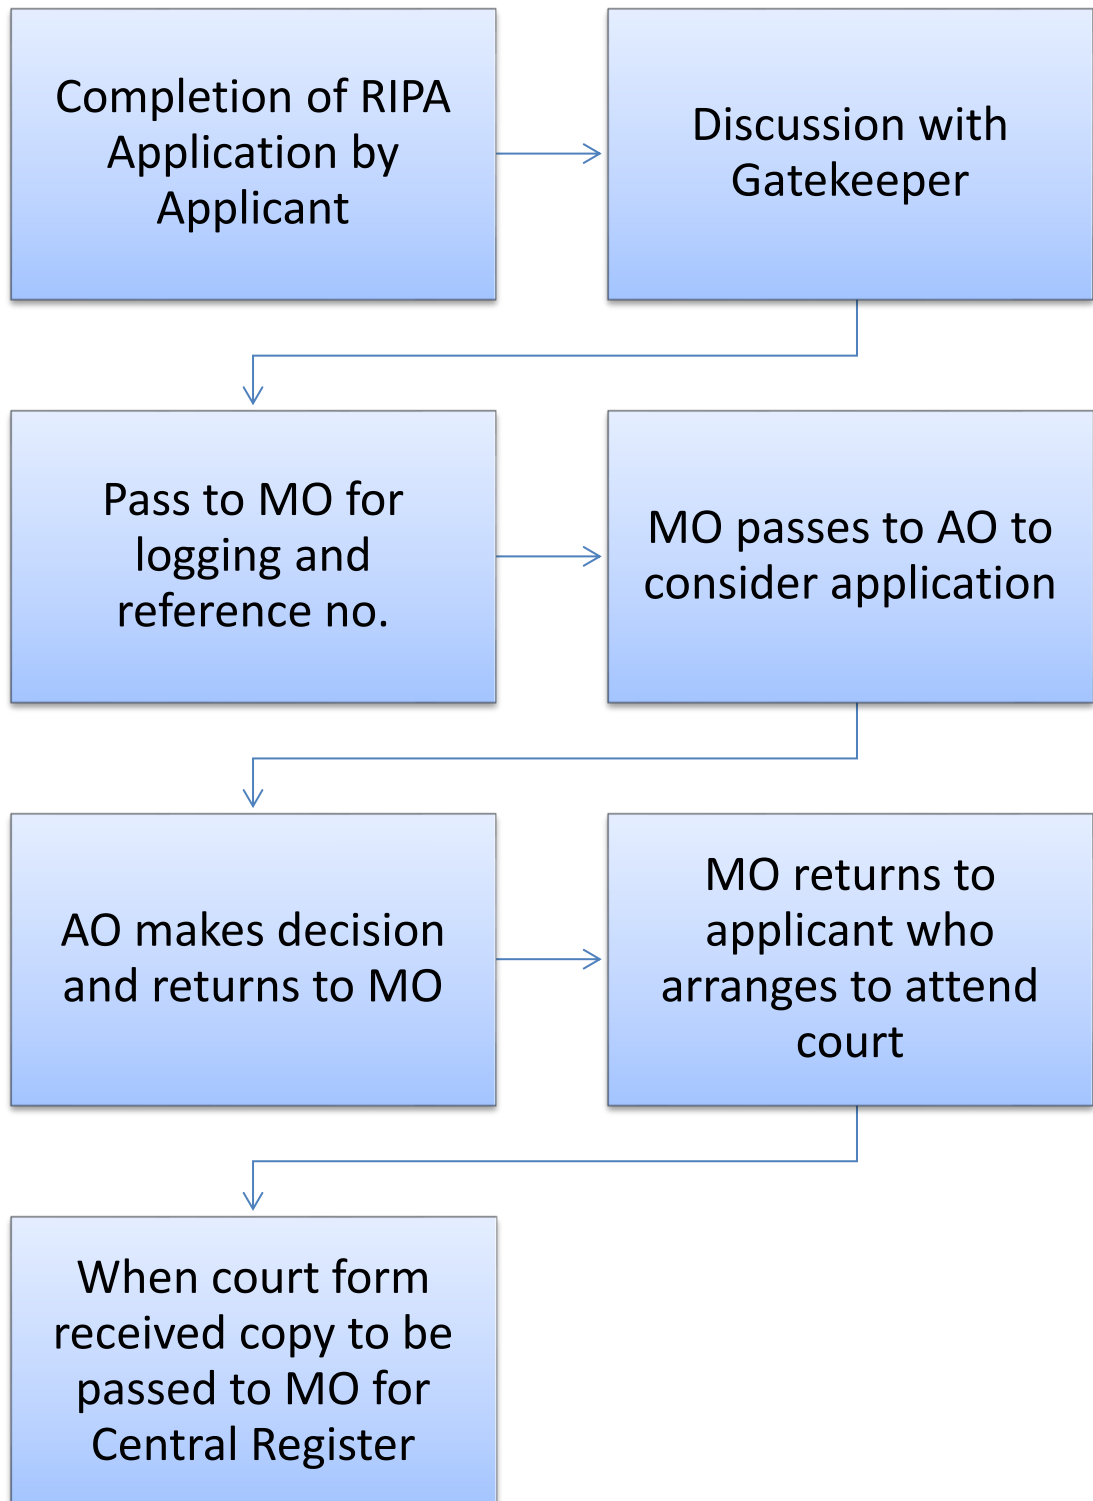 Completion of RIPA
Application by
Applicant
Discussion with
Gatekeeper
Pass to MO for
logging and
reference no.
MO passes to AO to
consider application
AO makes decision
and returns to MO
MO returns to
applicant who
arranges to attend
court
When court form
received copy to be
passed to MO for
Central Register